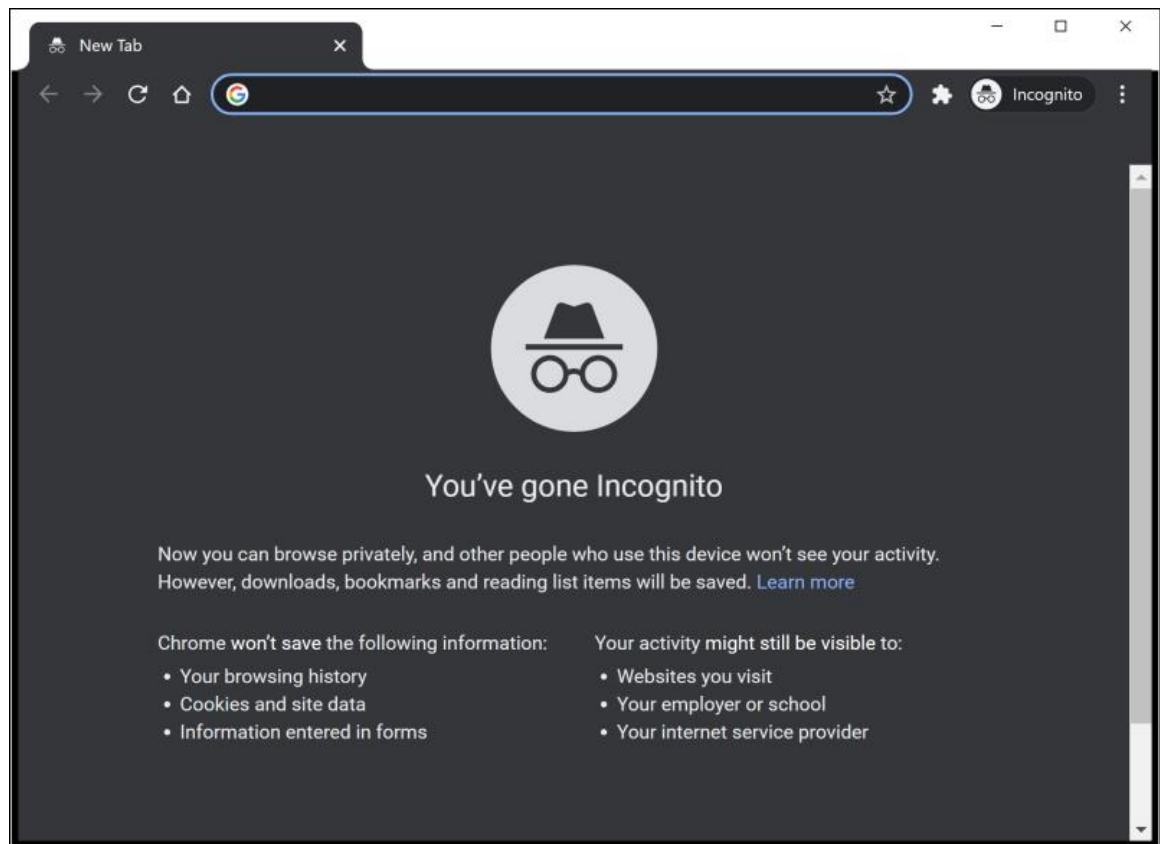 New Tab
Incognito
You've gone Incognito
Now you can browse privately, and other people who use this device won't see your activity.
However, downloads, bookmarks and reading list items will be saved. Learn more
Chrome won't save the following information:
• Your browsing history
• Cookies and site data
• Information entered in forms
Your activity might still be visible to:
• Websites you visit
• Your employer or school
• Your internet service provider